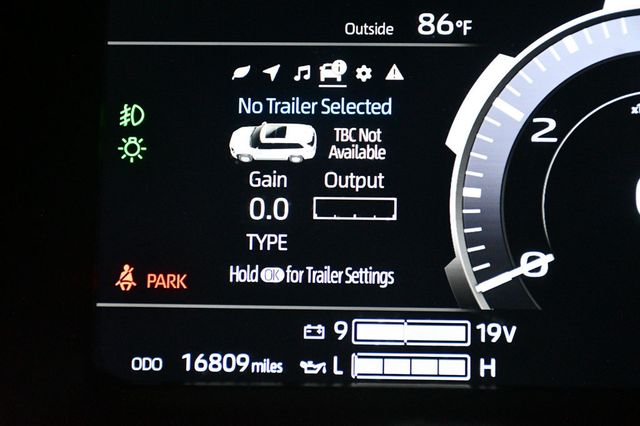 Outside 86°F
No Trailer Selected
TBC Not
Available
Gain Output
0.0
TYPE
Hold OK for Trailer Settings
PARK
2
0
9 19V
ODO 16809 miles L H